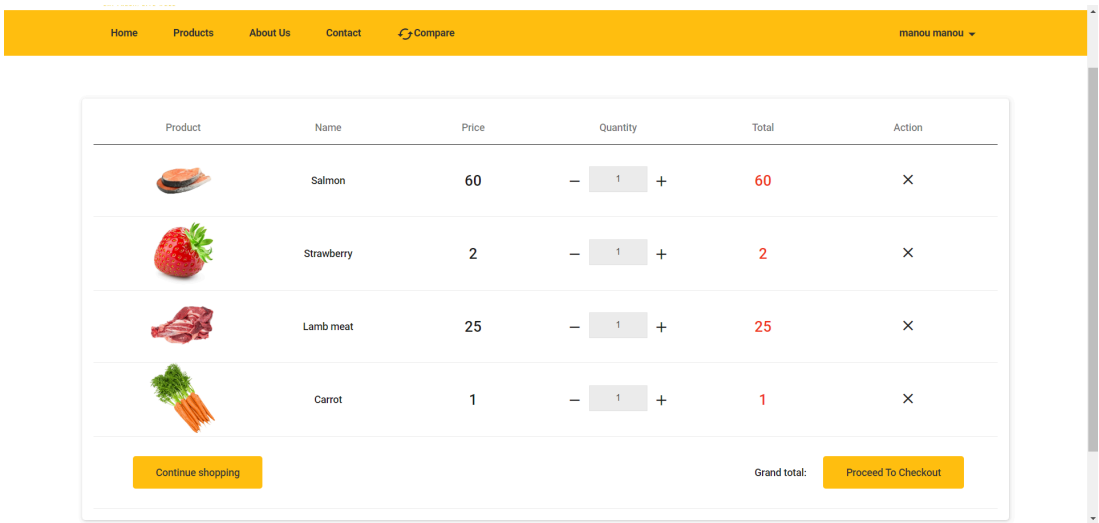 Home Products About Us Contact Compare manou manou
Product Name Price Quantity Total Action
Salmon 60 − 1 + 60 ×
Strawberry 2 − 1 + 2 ×
Lamb meat 25 − 1 + 25 ×
Carrot 1 − 1 + 1 ×
Continue shopping Grand total: Proceed To Checkout